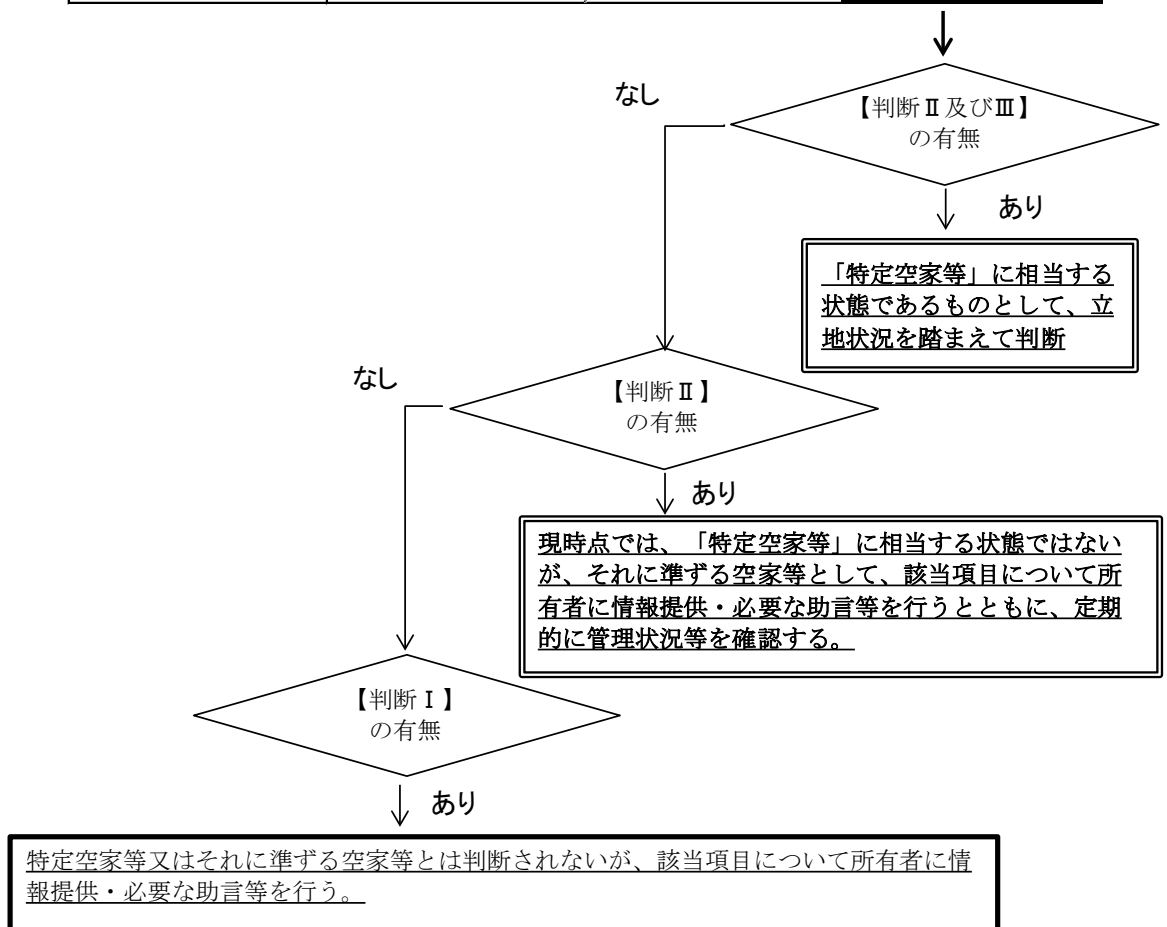 なし
【判断Ⅱ及びⅢ】
の有無
あり
「特定空家等」に相当する
状態であるものとして、立
地状況を踏まえて判断
なし
【判断Ⅱ】
の有無
あり
現時点では、「特定空家等」に相当する状態ではない
が、それに準ずる空家等として、該当項目について所
有者に情報提供・必要な助言等を行うとともに、定期
的に管理状況等を確認する。
【判断Ⅰ】
の有無
あり
特定空家等又はそれに準ずる空家等とは判断されないが、該当項目について所有者に情
報提供・必要な助言等を行う。